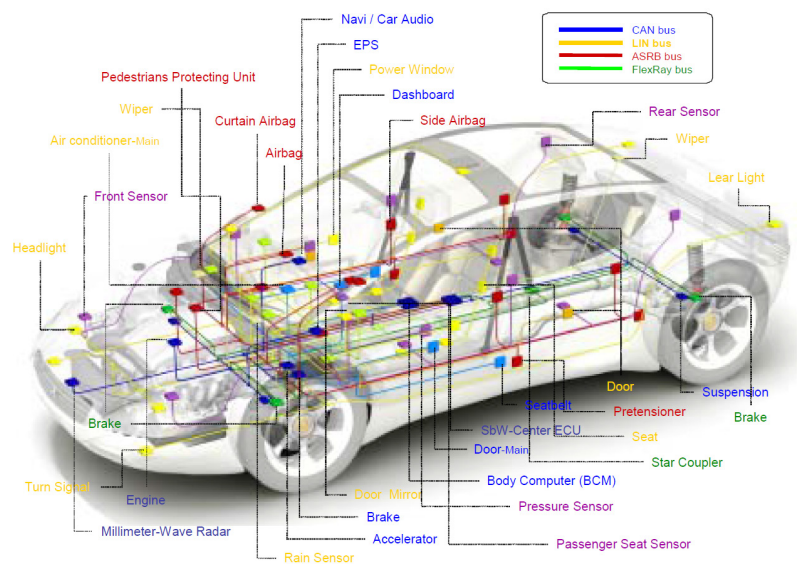 Navi / Car Audio
CAN bus
LIN bus
EPS
ASRB bus
Power Window
FlexRay bus
Pedestrians Protecting Unit
Dashboard
Wiper
Curtain Airbag
Side Airbag
Rear Sensor
Air conditioner-Main
Wiper
Airbag
Lear Light
Front Sensor
Headlight
Door
Suspension
Seatbelt
Pretensioner
Brake
Brake
SbW-Center ECU
Seat
Door-Main
Star Coupler
Turn Signal
Body Computer (BCM)
Engine
Door Mirror
Pressure Sensor
Brake
Millimeter-Wave Radar
Accelerator
Passenger Seat Sensor
Rain Sensor